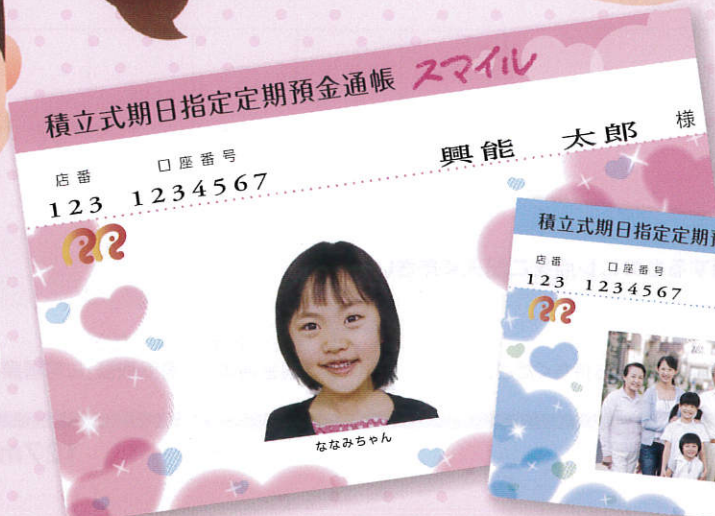 積立式期日指定定期預金通帳 スマイル
店番 口座番号
123 1234567 興能 太郎 様
ななみちゃん
積立式期日指定定期
店番 口座番号
123 1234567